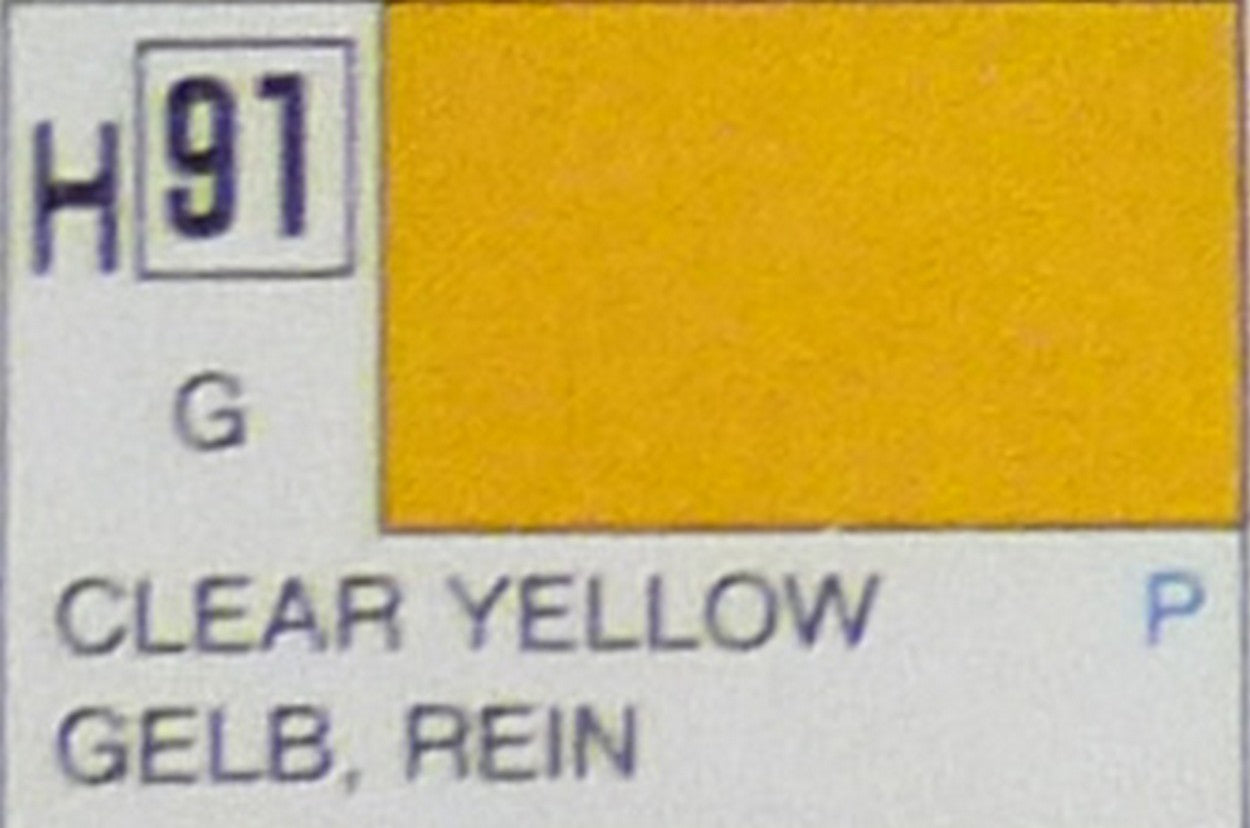 H 91
G
CLEAR YELLOW P
GELB, REIN